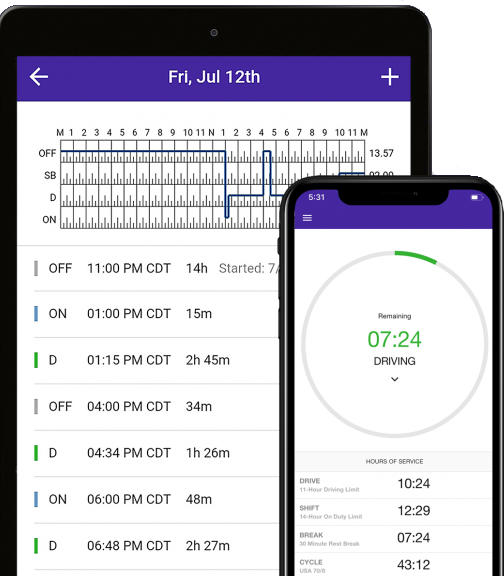 Fri, Jul 12th
M 1 2 3 4 5 6 7 8 9 10 11 N 1 2 3 4 5 6 7 8 9 10 11 M
OFF 13.57
SB 02.00
D
ON
OFF 11:00 PM CDT 14h Started: 7/
ON 01:00 PM CDT 15m
D 01:15 PM CDT 2h 45m
OFF 04:00 PM CDT 34m
D 04:34 PM CDT 1h 26m
ON 06:00 PM CDT 48m
D 06:48 PM CDT 2h 27m
5:31
Remaining
07:24
DRIVING
HOURS OF SERVICE
DRIVE 10:24
11-Hour Driving Limit
SHIFT 12:29
14-Hour On Duty Limit
BREAK 07:24
30 Minute Rest Break
CYCLE 43:12
USA 70/8